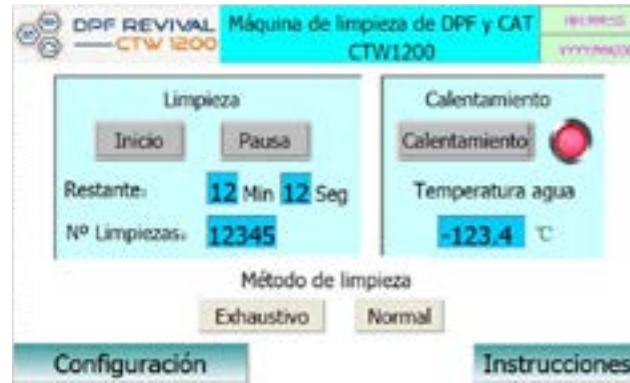 DPF REVIVAL
CTW 1200
Máquina de limpieza de DPF y CAT
CTW1200
Limpieza
Inicio
Pausa
Restante:
12 Min 12 Seg
Nº Limpiezas:
12345
Calentamiento
Calentamiento
Temperatura agua
-123.4 ℃
Método de limpieza
Exhaustivo
Normal
Configuración
Instrucciones